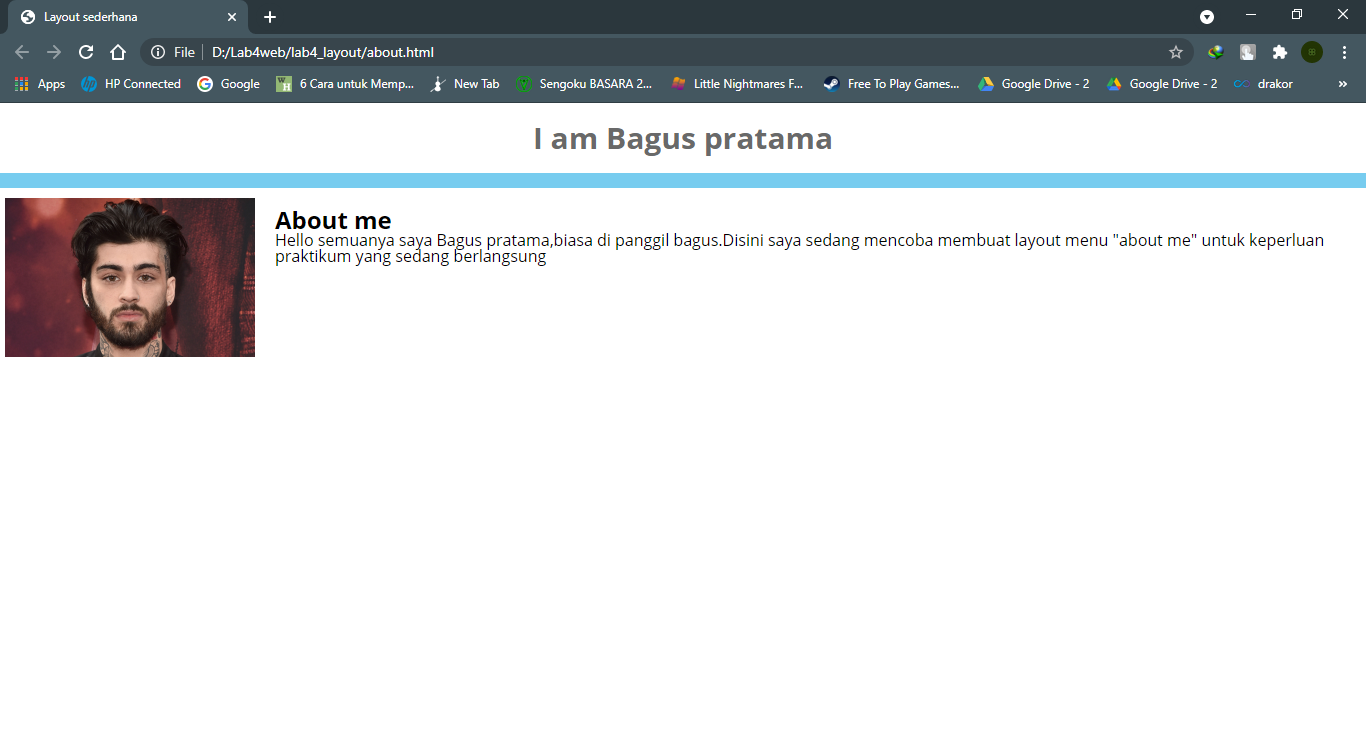 Layout sederhana
File D:/Lab4web/lab4_layout/about.html
Apps HP Connected Google 6 Cara untuk Memp... New Tab Sengoku BASARA 2... Little Nightmares F... Free To Play Games... Google Drive - 2 Google Drive - 2 drakor »
I am Bagus pratama
About me
Hello semuanya saya Bagus pratama,biasa di panggil bagus.Disini saya sedang mencoba membuat layout menu "about me" untuk keperluan
praktikum yang sedang berlangsung